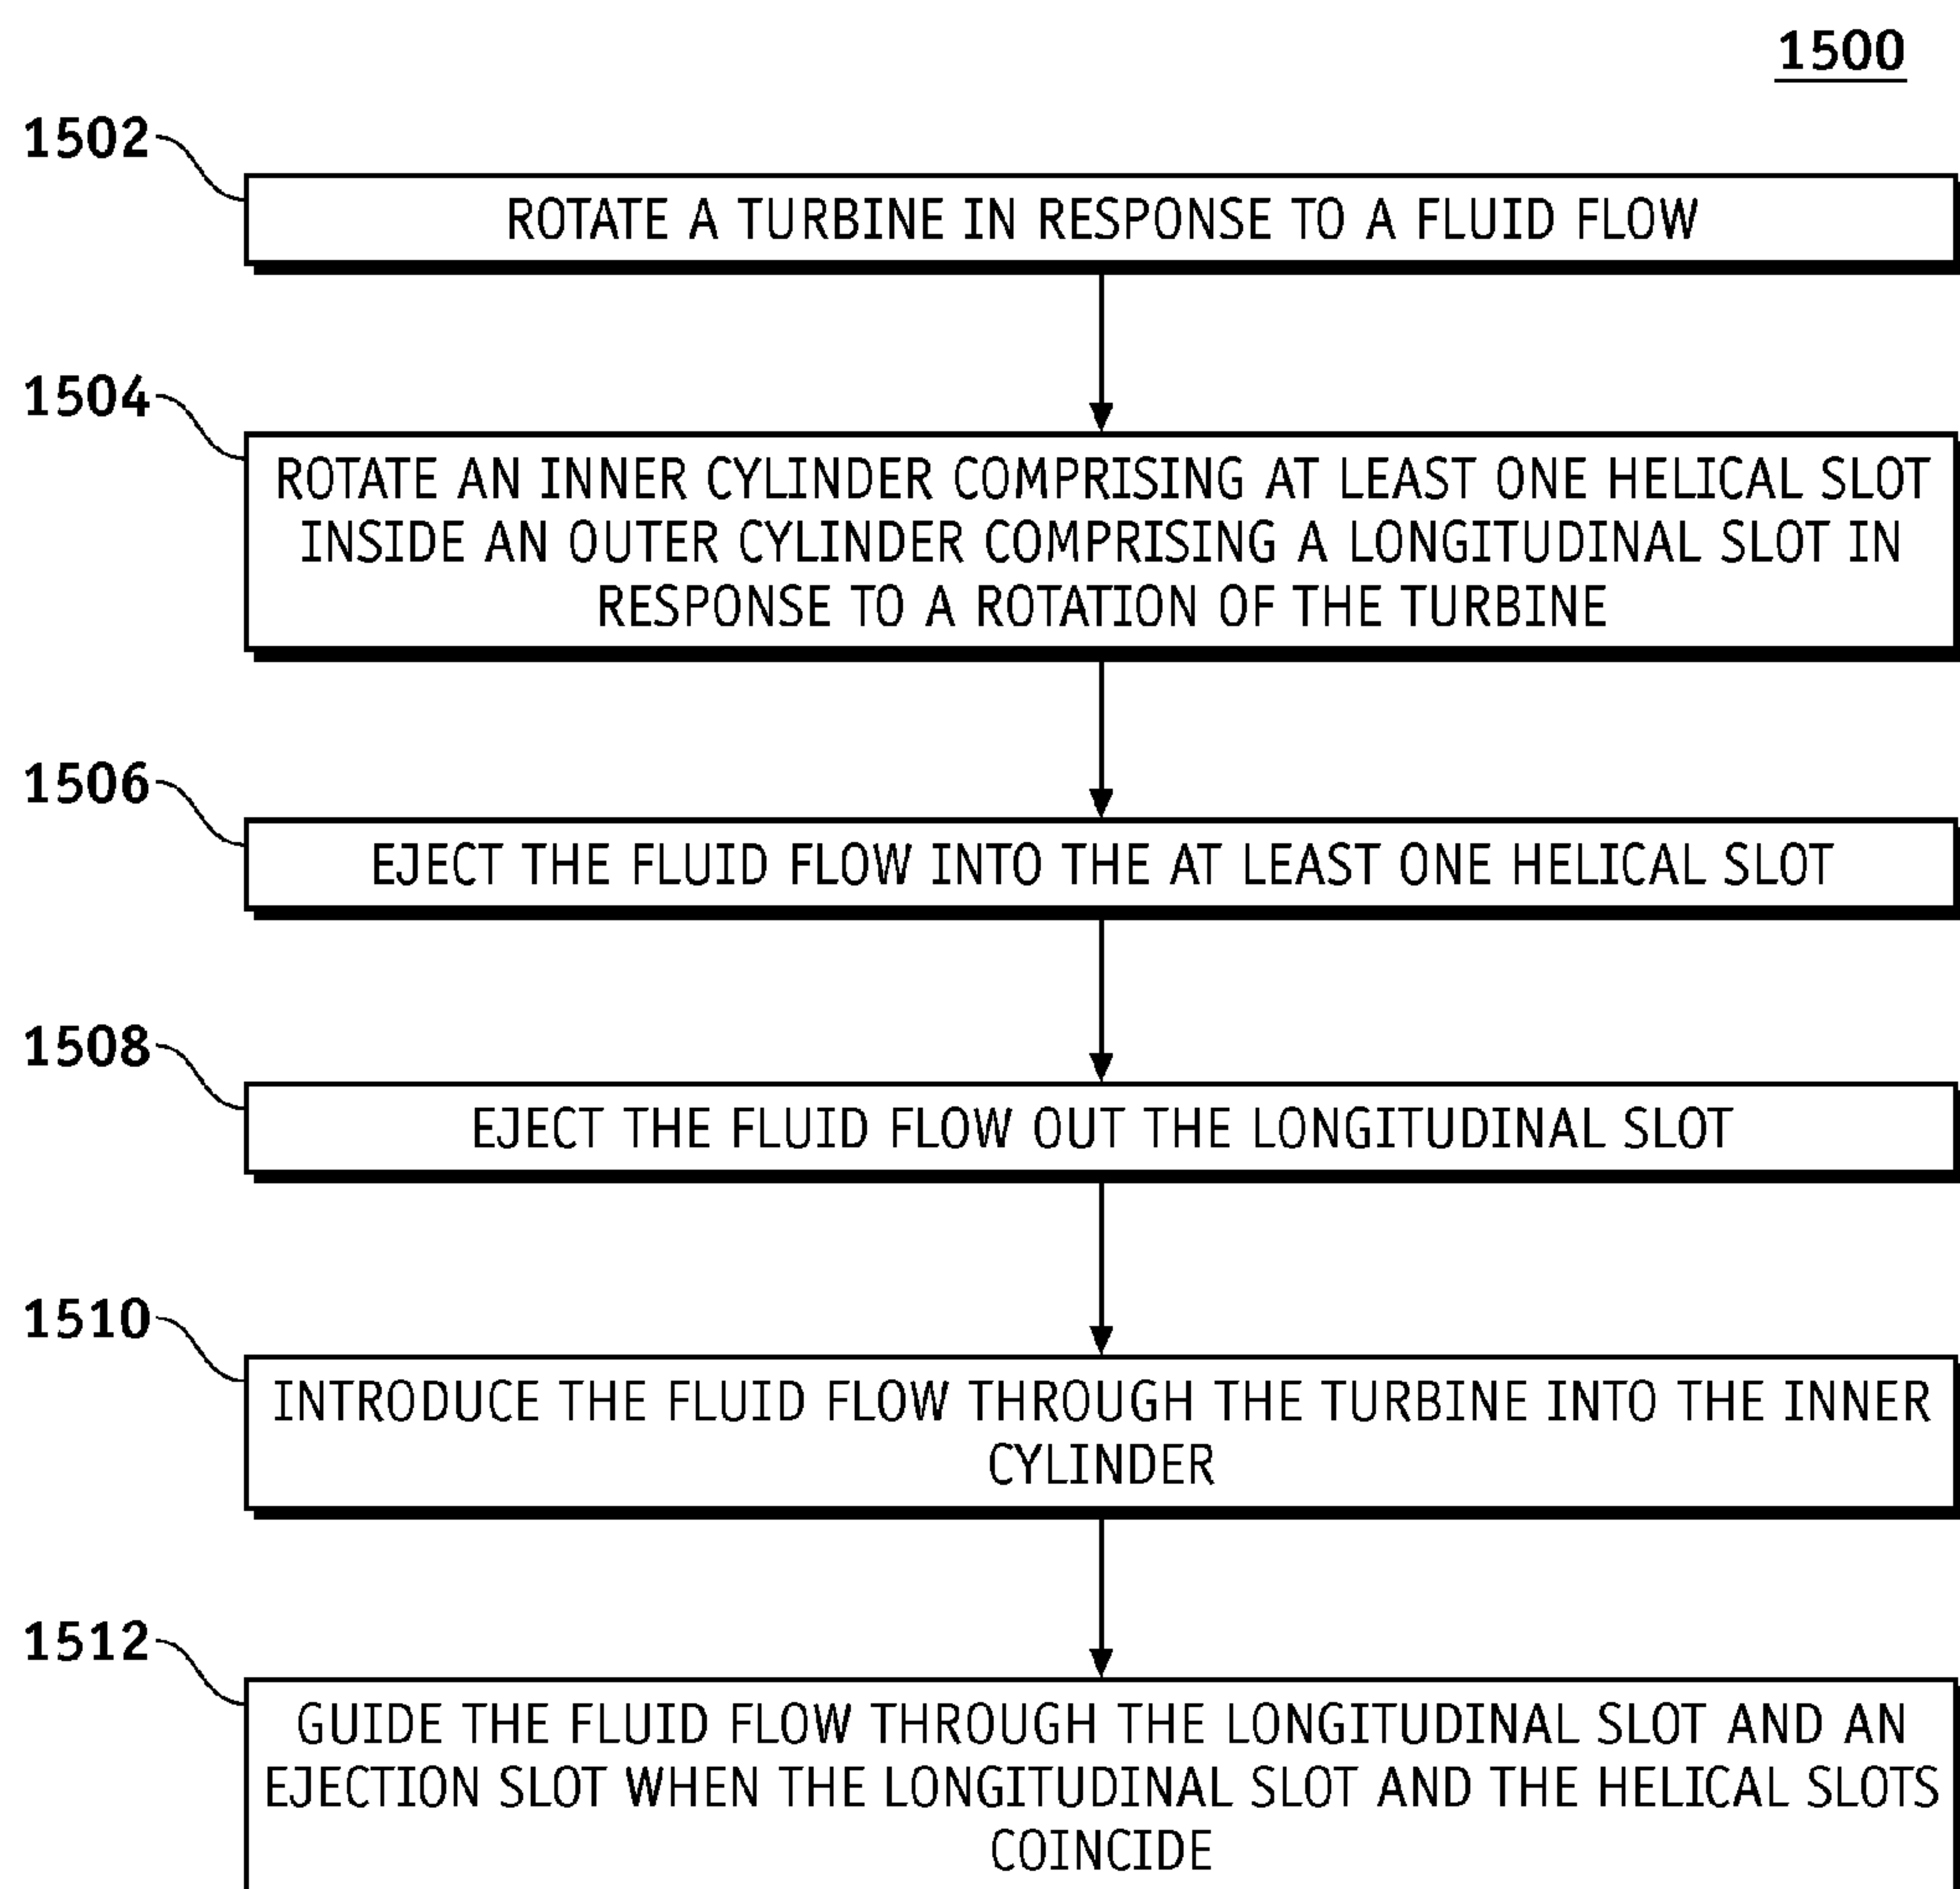 1500
1502
ROTATE A TURBINE IN RESPONSE TO A FLUID FLOW
1504
ROTATE AN INNER CYLINDER COMPRISING AT LEAST ONE HELICAL SLOT
INSIDE AN OUTER CYLINDER COMPRISING A LONGITUDINAL SLOT IN
RESPONSE TO A ROTATION OF THE TURBINE
1506
EJECT THE FLUID FLOW INTO THE AT LEAST ONE HELICAL SLOT
1508
EJECT THE FLUID FLOW OUT THE LONGITUDINAL SLOT
1510
INTRODUCE THE FLUID FLOW THROUGH THE TURBINE INTO THE INNER
CYLINDER
1512
GUIDE THE FLUID FLOW THROUGH THE LONGITUDINAL SLOT AND AN
EJECTION SLOT WHEN THE LONGITUDINAL SLOT AND THE HELICAL SLOTS
COINCIDE